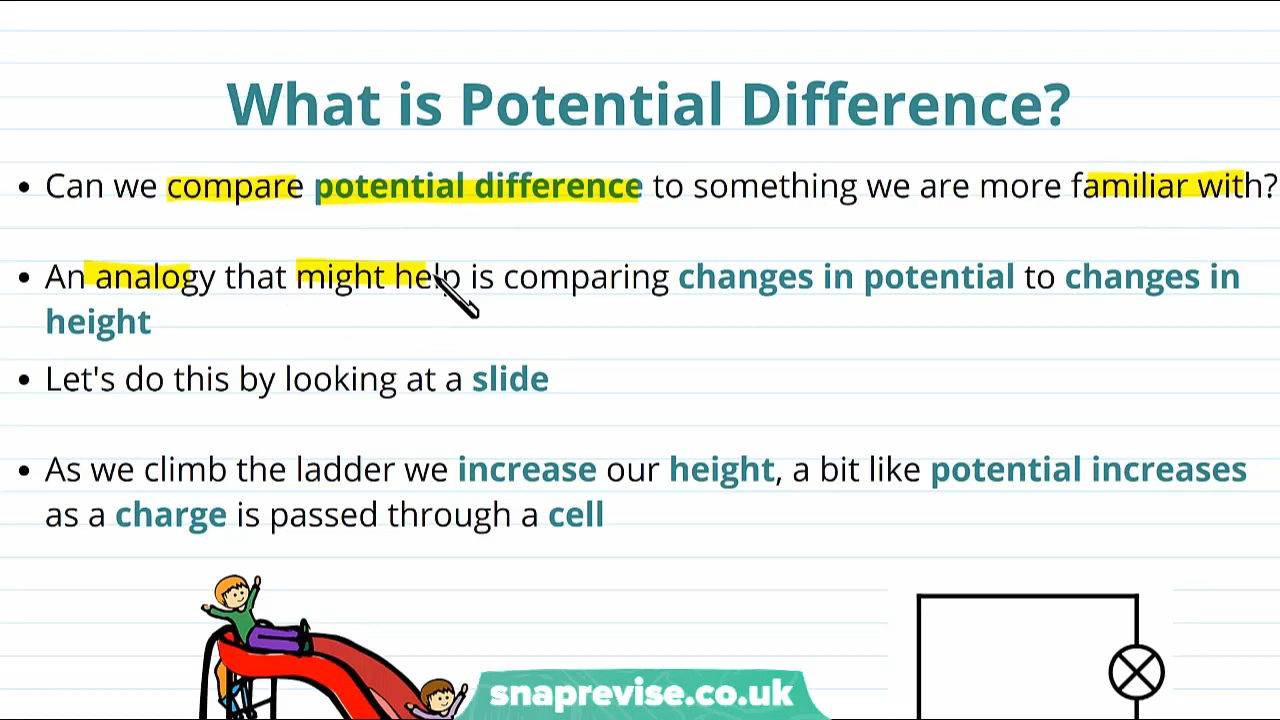 What is Potential Difference?
• Can we compare potential difference to something we are more familiar with?
• An analogy that might help is comparing changes in potential to changes in
height
• Let's do this by looking at a slide
• As we climb the ladder we increase our height, a bit like potential increases
as a charge is passed through a cell
snaprevise.co.uk